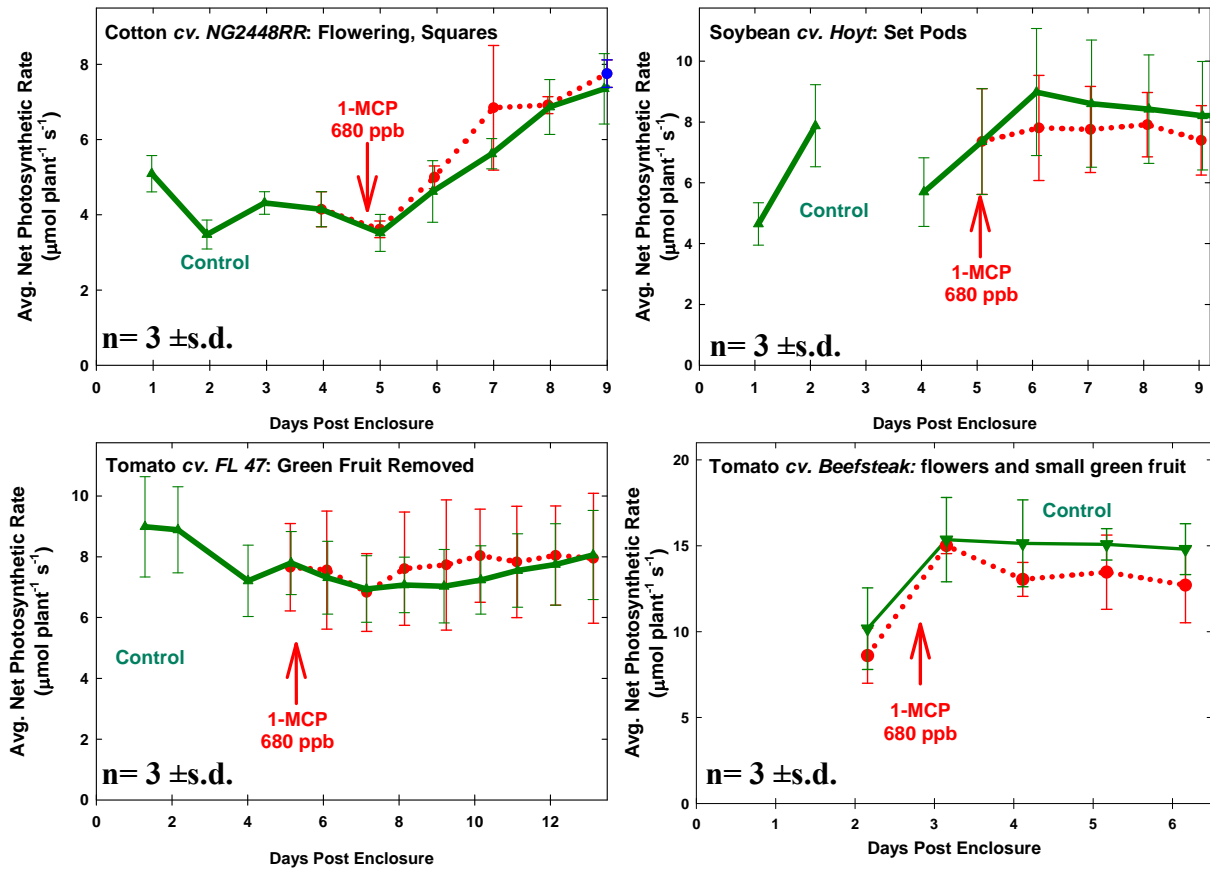 Cotton cv. NG2448RR: Flowering, Squares
Avg. Net Photosynthetic Rate
(μmol plant⁻¹ s⁻¹)
8
6
4
2
0
1-MCP
680 ppb
Control
n= 3 ±s.d.
0 1 2 3 4 5 6 7 8 9
Days Post Enclosure
Soybean cv. Hoyt: Set Pods
Avg. Net Photosynthetic Rate
(μmol plant⁻¹ s⁻¹)
10
8
6
4
2
0
Control
1-MCP
680 ppb
n= 3 ±s.d.
0 1 2 3 4 5 6 7 8 9
Days Post Enclosure
Tomato cv. FL 47: Green Fruit Removed
Avg. Net Photosynthetic Rate
(μmol plant⁻¹ s⁻¹)
10
8
6
4
2
0
Control
1-MCP
680 ppb
n= 3 ±s.d.
0 2 4 6 8 10 12
Days Post Enclosure
Tomato cv. Beefsteak: flowers and small green fruit
Avg. Net Photosynthetic Rate
(μmol plant⁻¹ s⁻¹)
20
15
10
5
0
Control
1-MCP
680 ppb
n= 3 ±s.d.
0 1 2 3 4 5 6
Days Post Enclosure